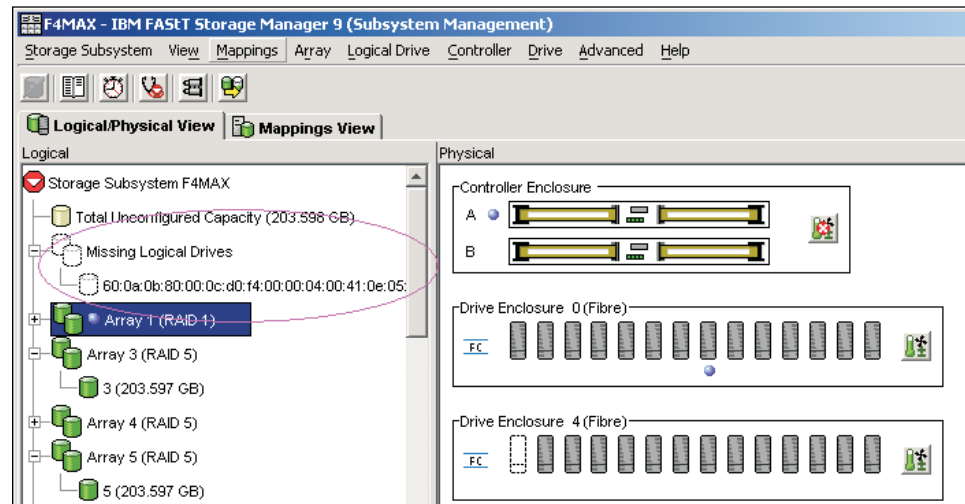 F4MAX - IBM FAStT Storage Manager 9 (Subsystem Management)
Storage Subsystem View Mappings Array Logical Drive Controller Drive Advanced Help
Logical/Physical View Mappings View
Logical
Storage Subsystem F4MAX
Total Unconfigured Capacity (203.598 GB)
Missing Logical Drives
60:0a:0b:80:00:0c:d0:f4:00:00:04:00:41:0e:05:
Array 1 (RAID 1)
Array 3 (RAID 5)
3 (203.597 GB)
Array 4 (RAID 5)
Array 5 (RAID 5)
5 (203.597 GB)
Physical
Controller Enclosure
A
B
Drive Enclosure 0 (Fibre)
FC
Drive Enclosure 4 (Fibre)
FC